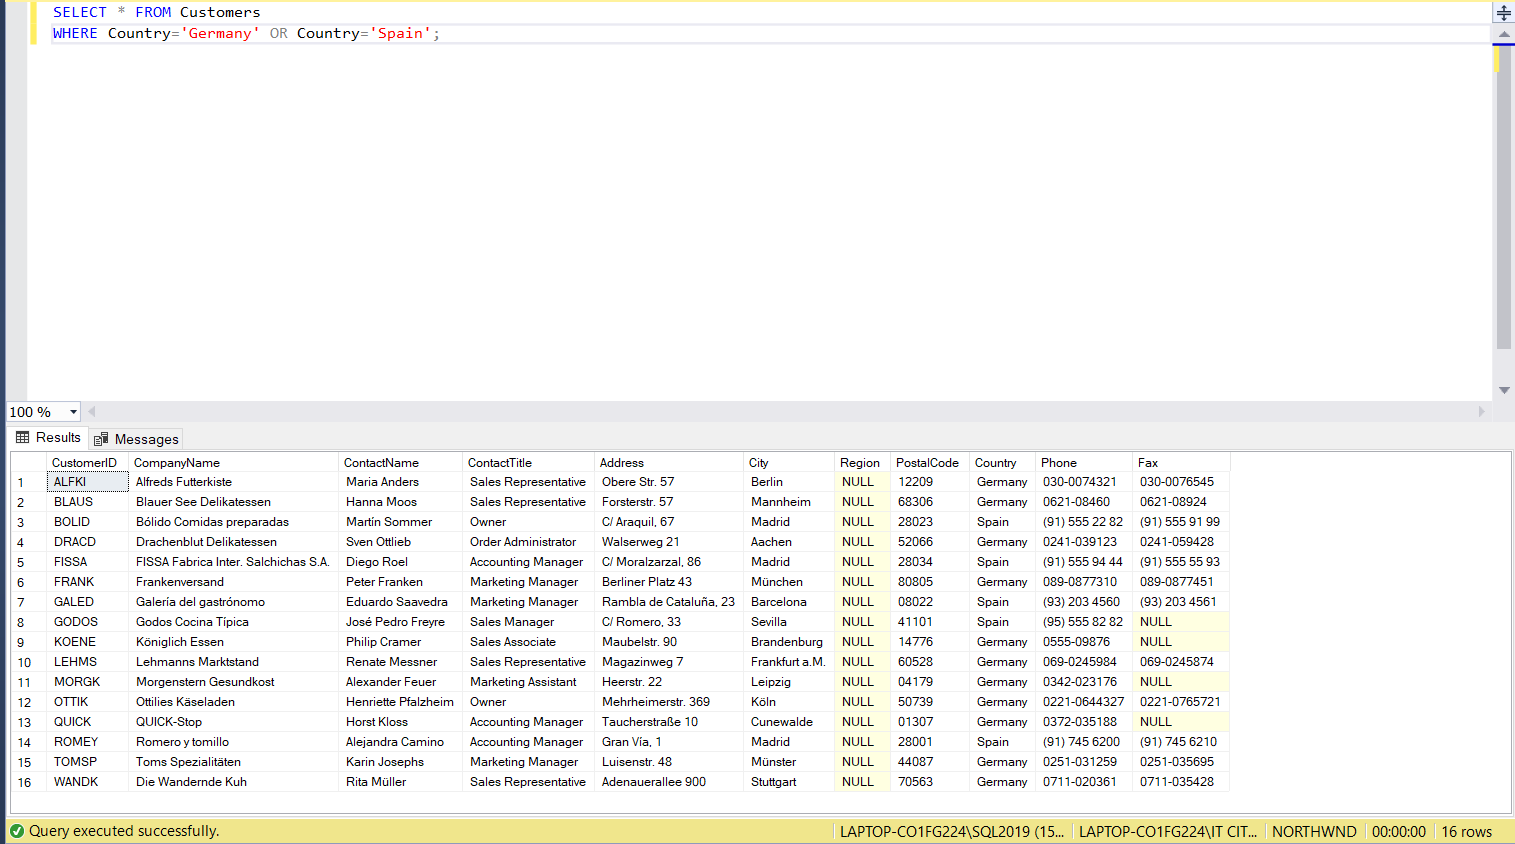 SELECT * FROM Customers
WHERE Country='Germany' OR Country='Spain';
100 %
Results Messages
CustomerID CompanyName ContactName ContactTitle Address City Region PostalCode Country Phone Fax
1 ALFKI Alfreds Futterkiste Maria Anders Sales Representative Obere Str. 57 Berlin NULL 12209 Germany 030-0074321 030-0076545
2 BLAUS Blauer See Delikatessen Hanna Moos Sales Representative Forsterstr. 57 Mannheim NULL 68306 Germany 0621-08460 0621-08924
3 BOLID Bólido Comidas preparadas Martín Sommer Owner C/ Araquil, 67 Madrid NULL 28023 Spain (91) 555 22 82 (91) 555 91 99
4 DRACD Drachenblut Delikatessen Sven Ottlieb Order Administrator Walserweg 21 Aachen NULL 52066 Germany 0241-039123 0241-059428
5 FISSA FISSA Fabrica Inter. Salchichas S.A. Diego Roel Accounting Manager C/ Moralzarzal, 86 Madrid NULL 28034 Spain (91) 555 94 44 (91) 555 55 93
6 FRANK Frankenversand Peter Franken Marketing Manager Berliner Platz 43 München NULL 80805 Germany 089-0877310 089-0877451
7 GALED Galería del gastrónomo Eduardo Saavedra Marketing Manager Rambla de Cataluña, 23 Barcelona NULL 08022 Spain (93) 203 4560 (93) 203 4561
8 GODOS Godos Cocina Típica José Pedro Freyre Sales Manager C/ Romero, 33 Sevilla NULL 41101 Spain (95) 555 82 82 NULL
9 KOENE Königlich Essen Philip Cramer Sales Associate Maubelstr. 90 Brandenburg NULL 14776 Germany 0555-09876 NULL
10 LEHMS Lehmanns Marktstand Renate Messner Sales Representative Magazinweg 7 Frankfurt a.M. NULL 60528 Germany 069-0245984 069-0245874
11 MORGK Morgenstern Gesundkost Alexander Feuer Marketing Assistant Heerstr. 22 Leipzig NULL 04179 Germany 0342-023176 NULL
12 OTTIK Ottilies Käseladen Henriette Pfalzheim Owner Mehrheimerstr. 369 Köln NULL 50739 Germany 0221-0644327 0221-0765721
13 QUICK QUICK-Stop Horst Kloss Accounting Manager Taucherstraße 10 Cunewalde NULL 01307 Germany 0372-035188 NULL
14 ROMEY Romero y tomillo Alejandra Camino Accounting Manager Gran Vía, 1 Madrid NULL 28001 Spain (91) 745 6200 (91) 745 6210
15 TOMSP Toms Spezialitäten Karin Josephs Marketing Manager Luisenstr. 48 Münster NULL 44087 Germany 0251-031259 0251-035695
16 WANDK Die Wandernde Kuh Rita Müller Sales Representative Adenauerallee 900 Stuttgart NULL 70563 Germany 0711-020361 0711-035428
Query executed successfully. LAPTOP-CO1FG224\SQL2019 (15... LAPTOP-CO1FG224\IT CIT... NORTHWND 00:00:00 16 rows